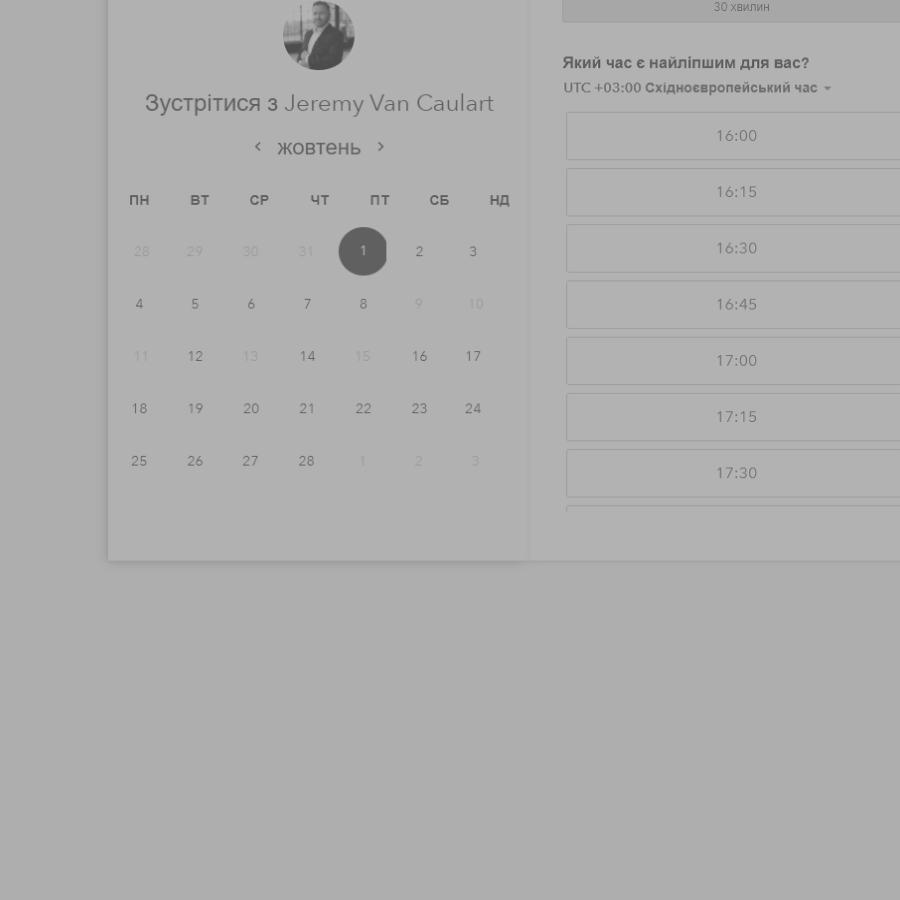 Зустрітися з Jeremy Van Caulart
жовтень
ПН ВТ СР ЧТ ПТ СБ НД
28 29 30 31 1 2 3
4 5 6 7 8 9 10
11 12 13 14 15 16 17
18 19 20 21 22 23 24
25 26 27 28 1 2 3
30 хвилин
Який час є найліпшим для вас?
UTC +03:00 Східноєвропейський час
16:00
16:15
16:30
16:45
17:00
17:15
17:30